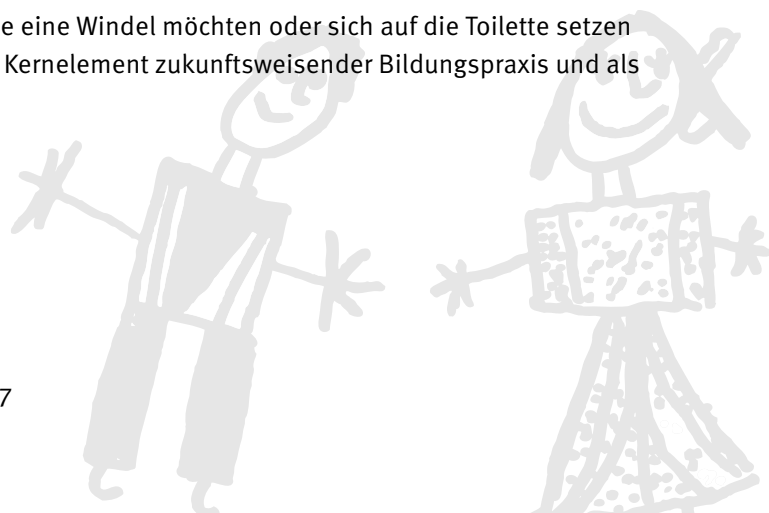 e eine Windel möchten oder sich auf die Toilette setzen
Kernelement zukunftsweisender Bildungspraxis und als
7